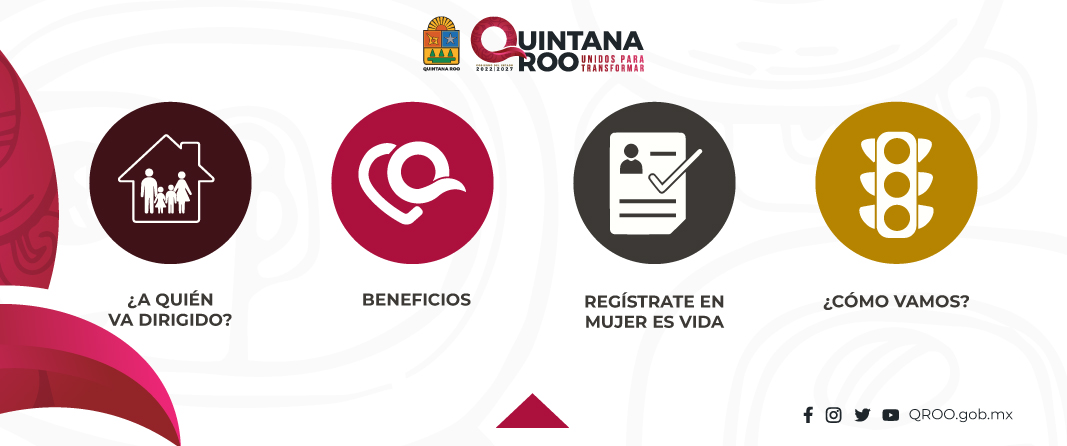 QUINTANA ROO
QUINTANA
ROO
UNIDOS PARA
TRANSFORMAR
2022 | 2027
¿A QUIÉN
VA DIRIGIDO?
BENEFICIOS
REGÍSTRATE EN
MUJER ES VIDA
¿CÓMO VAMOS?
QROO.gob.mx